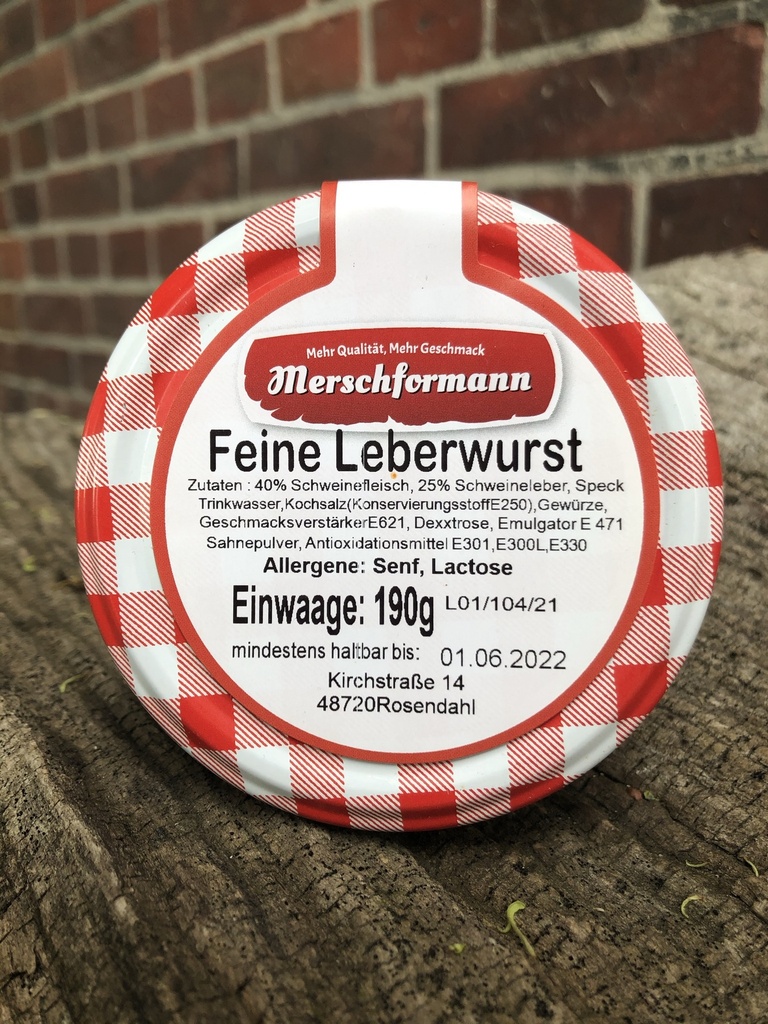 Mehr Qualität, Mehr Geschmack
Merschformann
Feine Leberwurst
Zutaten : 40% Schweinefleisch, 25% Schweineleber, Speck
Trinkwasser,Kochsalz(KonservierungsstoffE250),Gewürze,
GeschmacksverstärkerE621, Dexxtrose, Emulgator E 471
Sahnepulver, Antioxidationsmittel E301,E300L,E330
Allergene: Senf, Lactose
Einwaage: 190g L01/104/21
mindestens haltbar bis: 01.06.2022
Kirchstraße 14
48720Rosendahl